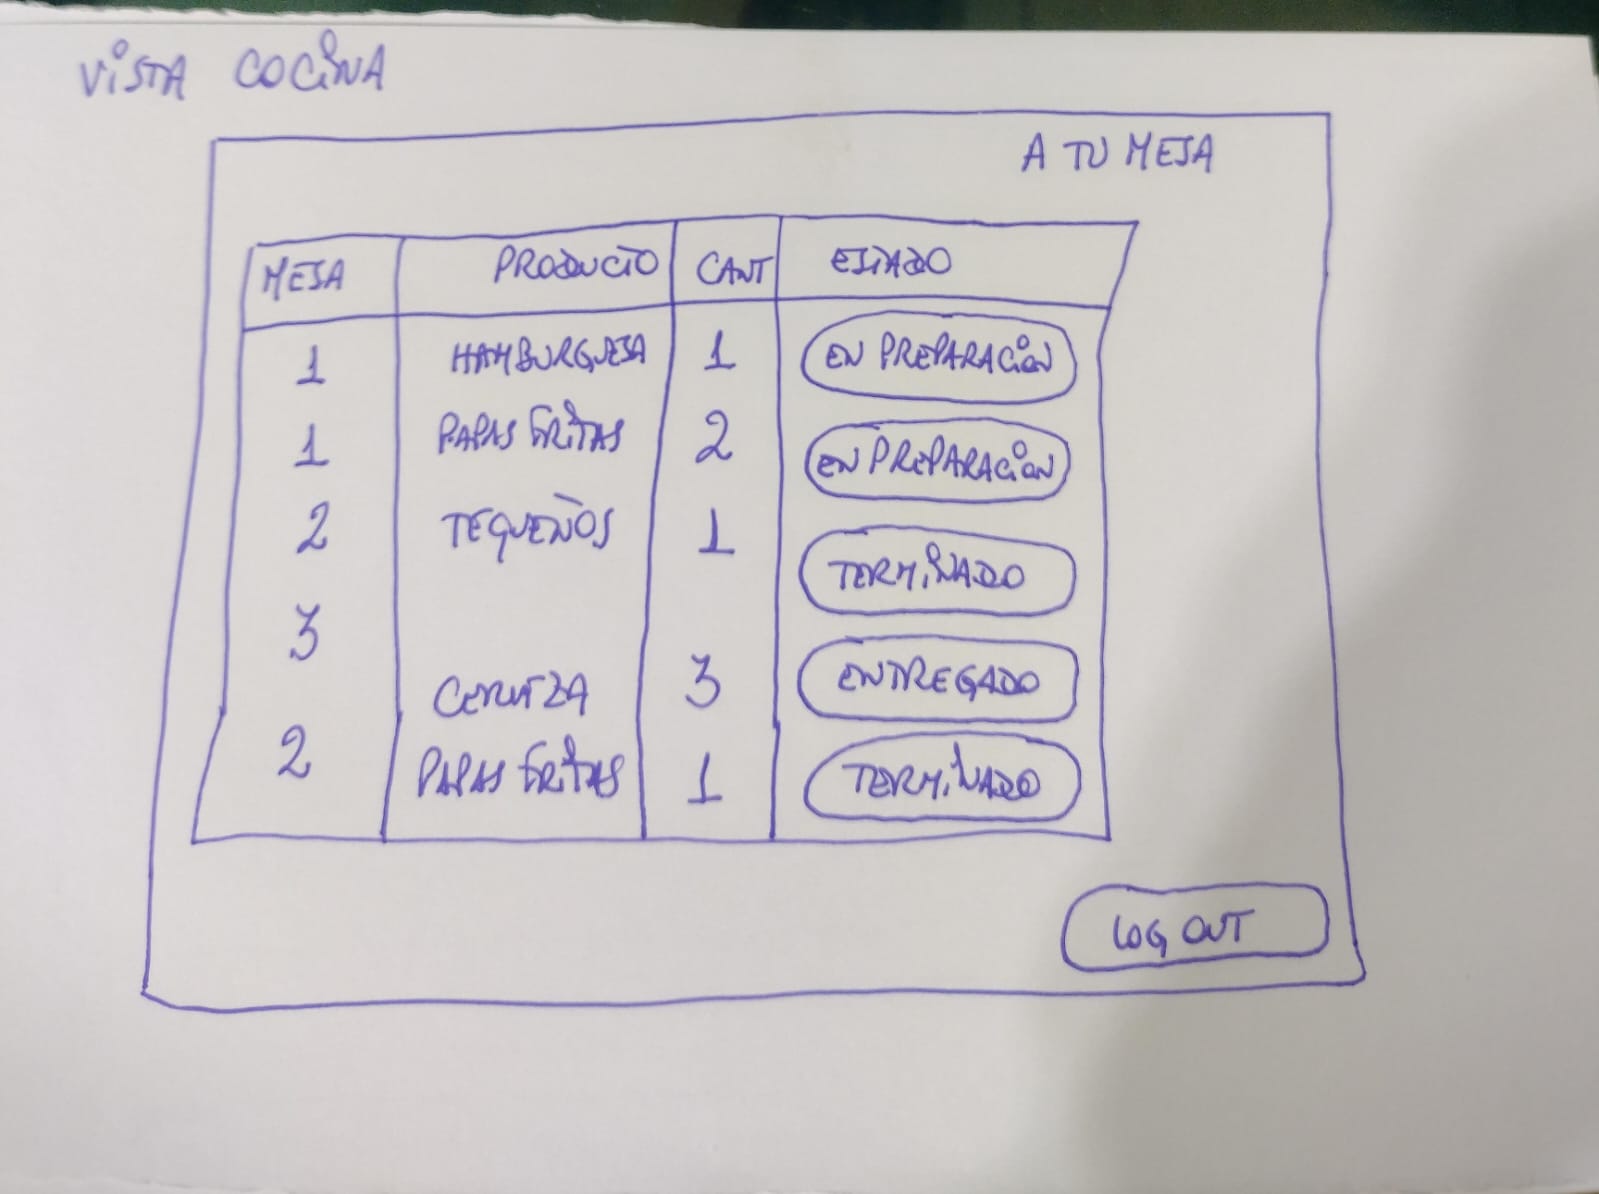 VISTA COCINA
A TU MESA
MESA PRODUCTO CANT ESTADO
1 HAMBURGUESA 1 EN PREPARACION
1 PAPAS FRITAS 2 EN PREPARACION
2 TEQUEÑOS 1 TERMINADO
3 CERVEZA 3 ENTREGADO
2 PAPAS FRITAS 1 TERMINADO
LOG OUT